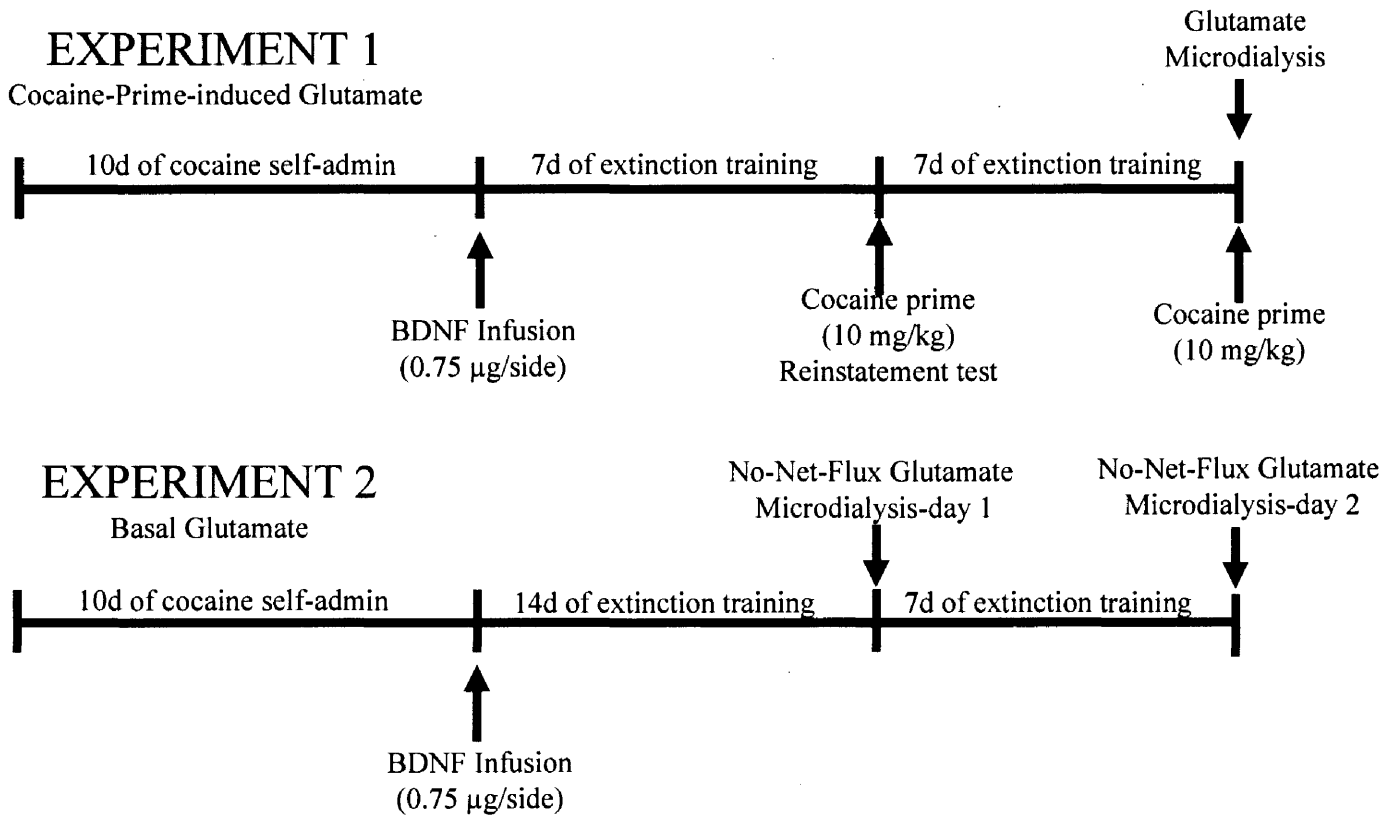 EXPERIMENT 1
Cocaine-Prime-induced Glutamate
Glutamate
Microdialysis
10d of cocaine self-admin
7d of extinction training
7d of extinction training
BDNF Infusion
(0.75 µg/side)
Cocaine prime
(10 mg/kg)
Reinstatement test
Cocaine prime
(10 mg/kg)
EXPERIMENT 2
Basal Glutamate
No-Net-Flux Glutamate
Microdialysis-day 1
No-Net-Flux Glutamate
Microdialysis-day 2
10d of cocaine self-admin
14d of extinction training
7d of extinction training
BDNF Infusion
(0.75 µg/side)